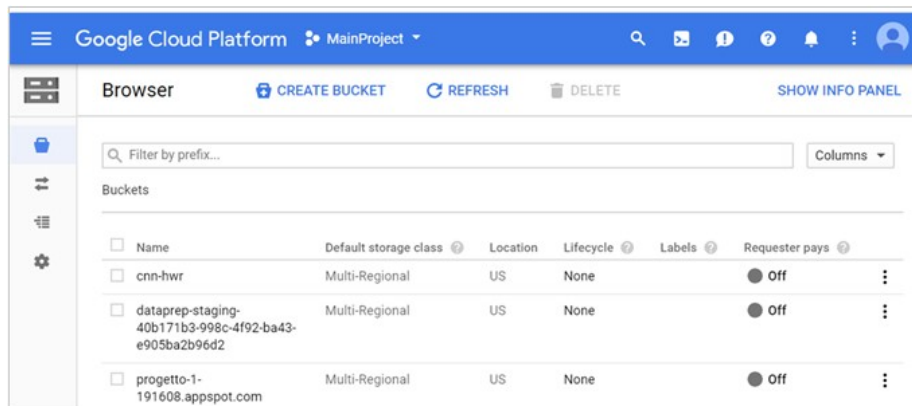 Google Cloud Platform MainProject
Browser CREATE BUCKET REFRESH DELETE SHOW INFO PANEL
Filter by prefix... Columns
Buckets
Name Default storage class Location Lifecycle Labels Requester pays
cnn-hwr Multi-Regional US None Off
dataprep-staging- Multi-Regional US None Off
40b171b3-998c-4f92-ba43-
e905ba2b96d2
progetto-1- Multi-Regional US None Off
191608.appspot.com